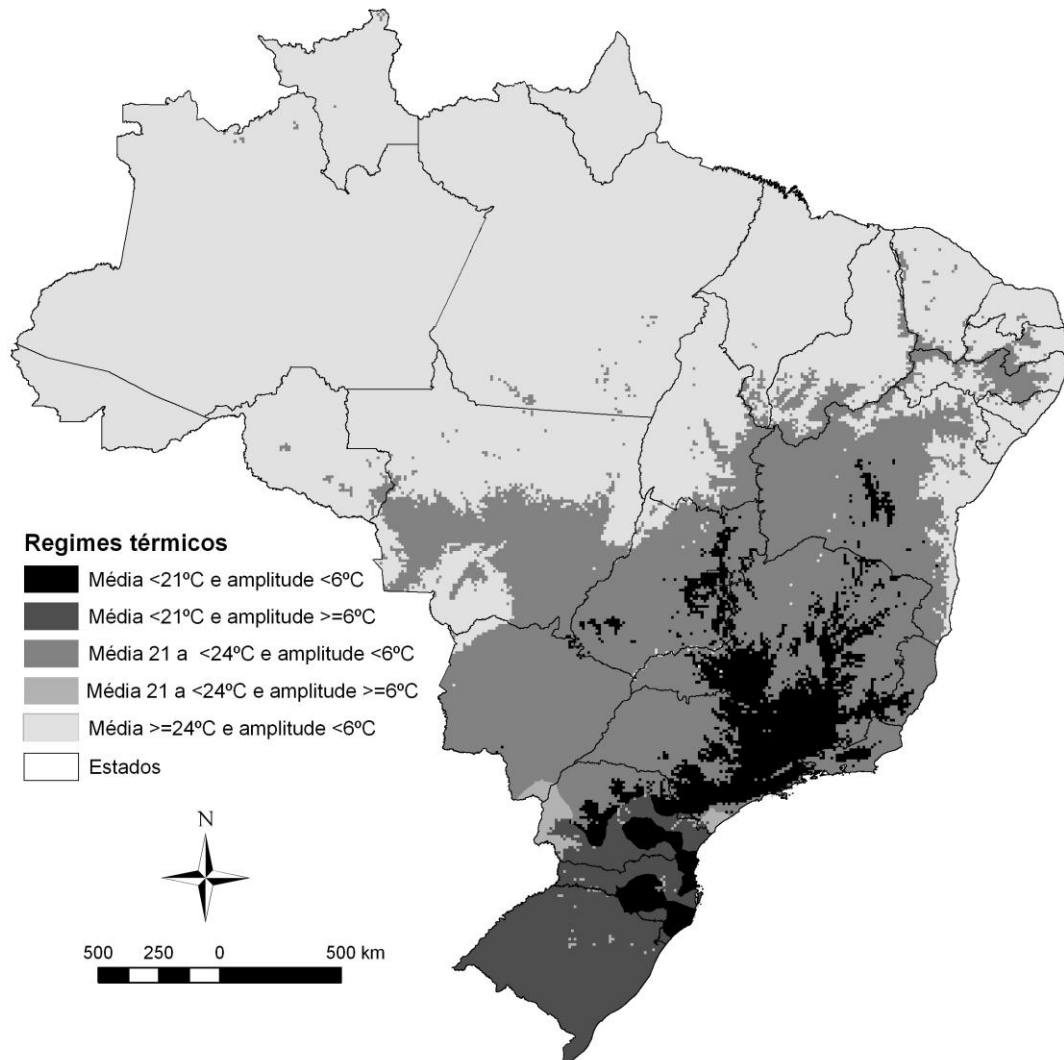 Regimes térmicos
Média <21ºC e amplitude <6ºC
Média <21ºC e amplitude >=6ºC
Média 21 a <24ºC e amplitude <6ºC
Média 21 a <24ºC e amplitude >=6ºC
Média >=24ºC e amplitude <6ºC
Estados
N
500 250 0 500 km